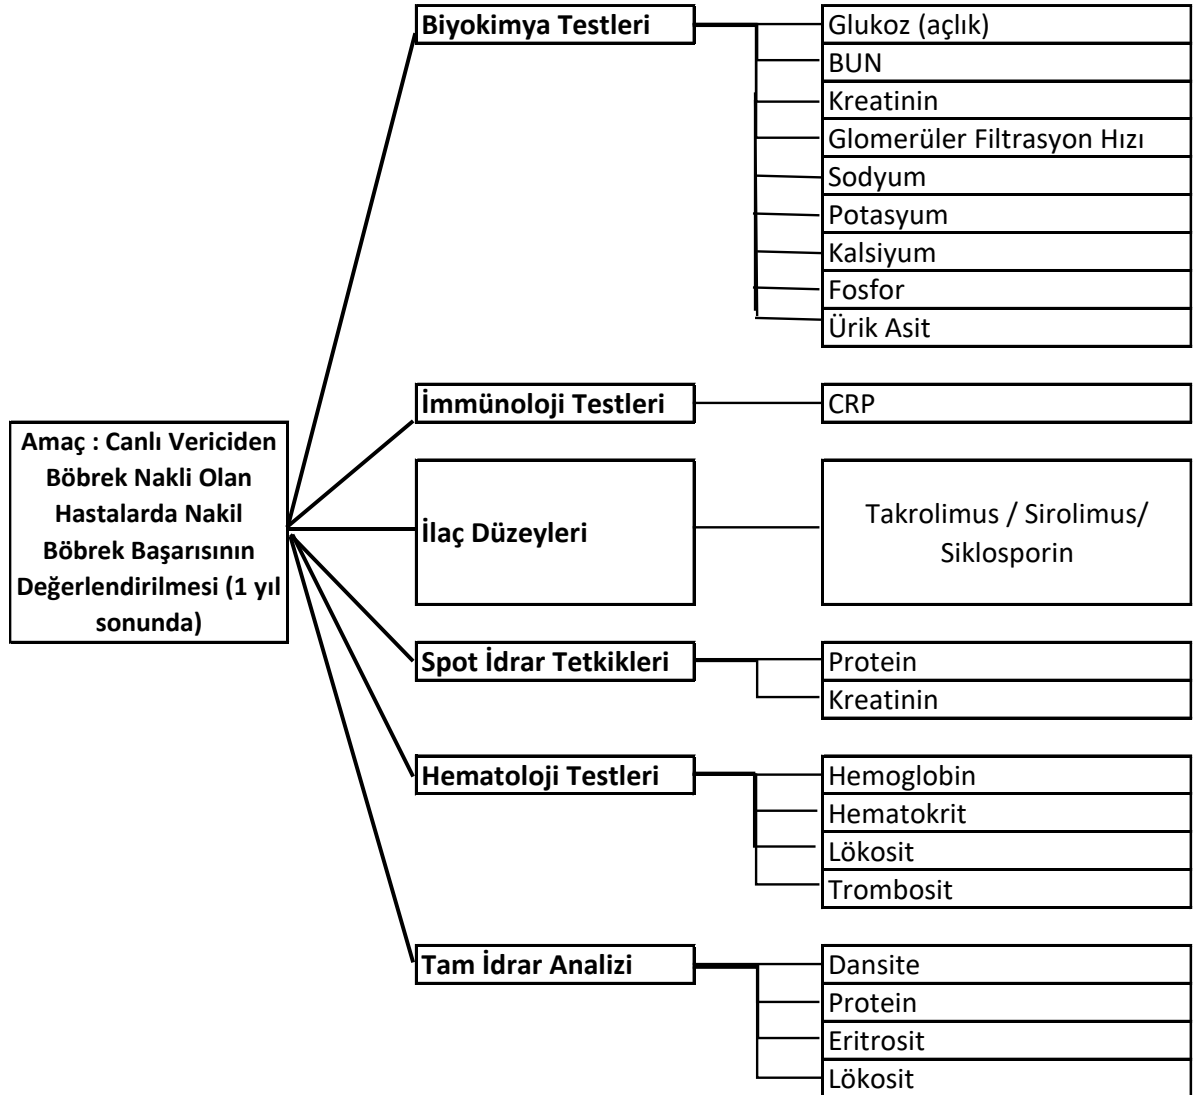 Amaç : Canlı Vericiden
Böbrek Nakli Olan
Hastalarda Nakil
Böbrek Başarısının
Değerlendirilmesi (1 yıl
sonunda)
Biyokimya Testleri
Glukoz (açlık)
BUN
Kreatinin
Glomerüler Filtrasyon Hızı
Sodyum
Potasyum
Kalsiyum
Fosfor
Ürik Asit
İmmünoloji Testleri
CRP
İlaç Düzeyleri
Takrolimus / Sirolimus/
Siklosporin
Spot İdrar Tetkikleri
Protein
Kreatinin
Hematoloji Testleri
Hemoglobin
Hematokrit
Lökosit
Trombosit
Tam İdrar Analizi
Dansite
Protein
Eritrosit
Lökosit